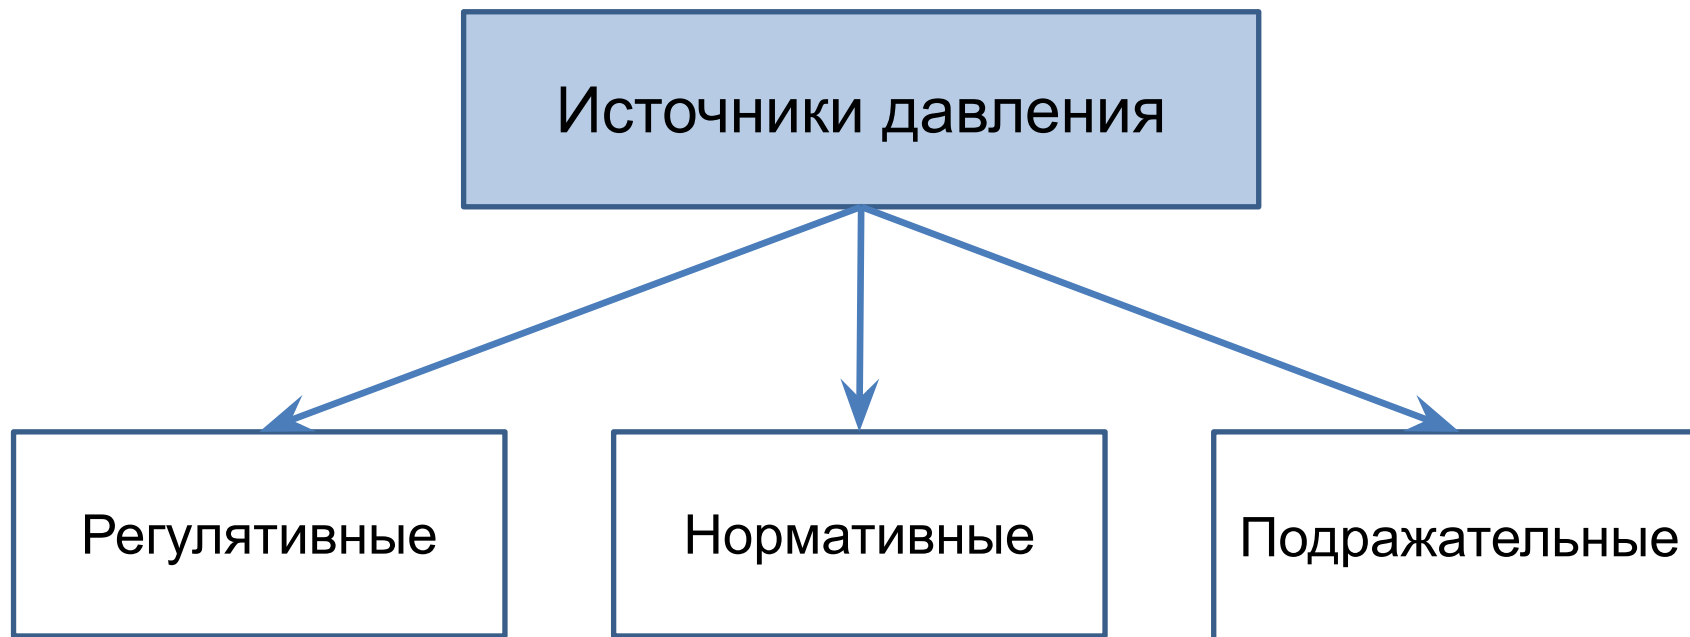 Источники давления
Регулятивные
Нормативные
Подражательные